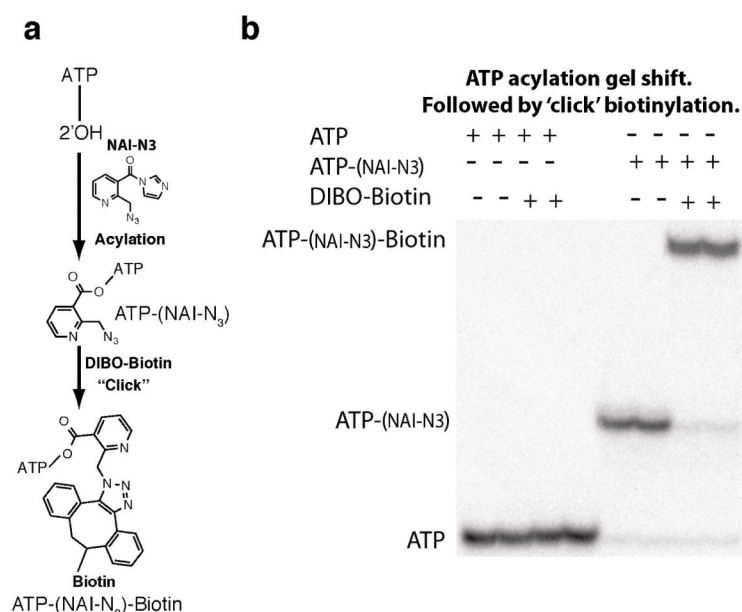 a
ATP
2'OH
NAI-N3
O
N
N
N
N3
Acylation
O
ATP
O
N
N3
ATP-(NAI-N3)
DIBO-Biotin
“Click”
O
O
N
ATP
N
N
N
Biotin
ATP-(NAI-N3)-Biotin
b
ATP acylation gel shift.
Followed by ‘click’ biotinylation.
ATP + + + + - - - -
ATP-(NAI-N3) - - - - + + + +
DIBO-Biotin - - + + - - + +
ATP-(NAI-N3)-Biotin
ATP-(NAI-N3)
ATP